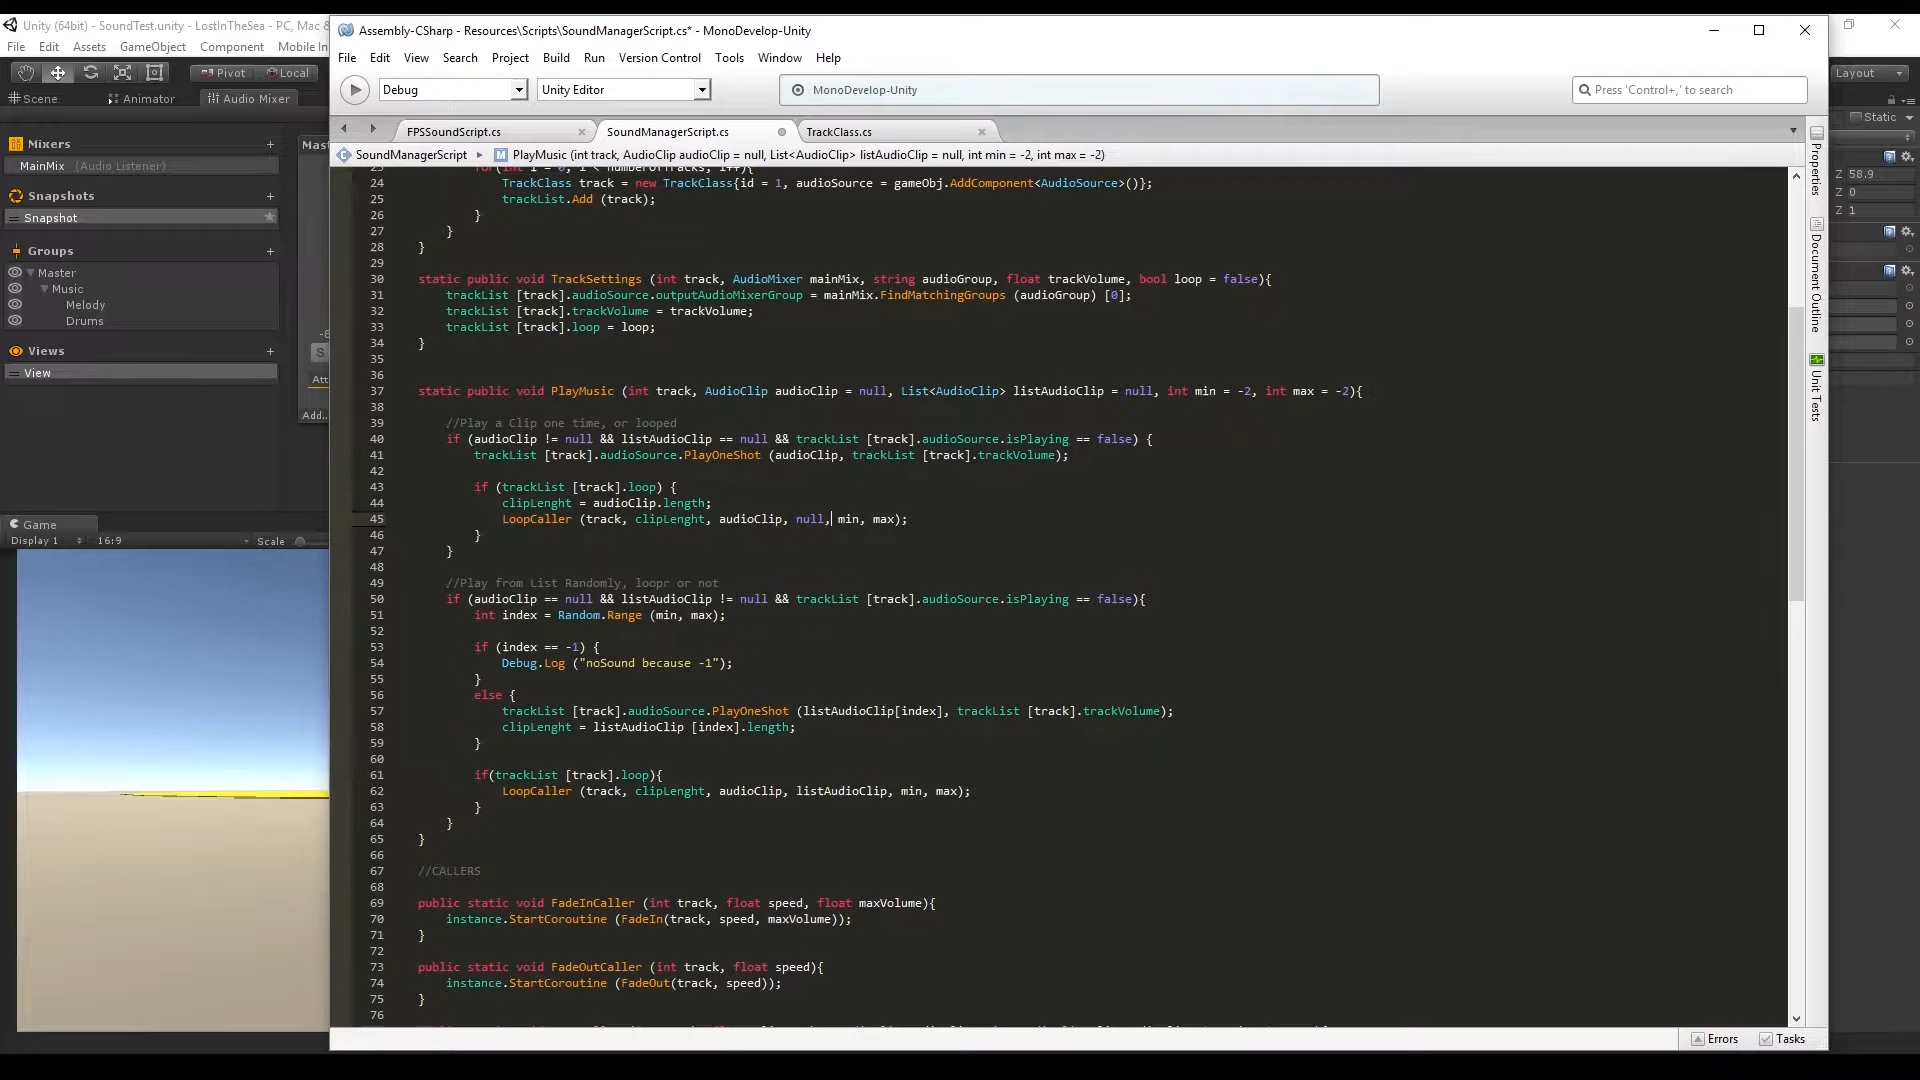 Unity (64bit) - SoundTest.unity - LostInTheSea - PC, Mac &
File Edit Assets GameObject Component Mobile In
Pivot Local
Scene Animator Audio Mixer
Mixers
MainMix (Audio Listener)
Snapshots
Snapshot
Groups
Master
Music
Melody
Drums
Views
View
Mast
-8
S
Att
Add..
Game
Display 1 16:9 Scale
Assembly-CSharp - Resources\Scripts\SoundManagerScript.cs* - MonoDevelop-Unity
File Edit View Search Project Build Run Version Control Tools Window Help
Debug Unity Editor MonoDevelop-Unity Press 'Control+,' to search
FPSSoundScript.cs SoundManagerScript.cs TrackClass.cs
SoundManagerScript PlayMusic (int track, AudioClip audioClip = null, List<AudioClip> listAudioClip = null, int min = -2, int max = -2)
23 for(int i = 0; i < numberOfTracks; i++){
24 TrackClass track = new TrackClass{id = 1, audioSource = gameObj.AddComponent<AudioSource>()};
25 trackList.Add (track);
26 }
27 }
28 }
29
30 static public void TrackSettings (int track, AudioMixer mainMix, string audioGroup, float trackVolume, bool loop = false){
31 trackList [track].audioSource.outputAudioMixerGroup = mainMix.FindMatchingGroups (audioGroup) [0];
32 trackList [track].trackVolume = trackVolume;
33 trackList [track].loop = loop;
34 }
35
36
37 static public void PlayMusic (int track, AudioClip audioClip = null, List<AudioClip> listAudioClip = null, int min = -2, int max = -2){
38
39 //Play a Clip one time, or looped
40 if (audioClip != null && listAudioClip == null && trackList [track].audioSource.isPlaying == false) {
41 trackList [track].audioSource.PlayOneShot (audioClip, trackList [track].trackVolume);
42
43 if (trackList [track].loop) {
44 clipLenght = audioClip.length;
45 LoopCaller (track, clipLenght, audioClip, null, min, max);
46 }
47 }
48
49 //Play from List Randomly, loopr or not
50 if (audioClip == null && listAudioClip != null && trackList [track].audioSource.isPlaying == false){
51 int index = Random.Range (min, max);
52
53 if (index == -1) {
54 Debug.Log ("noSound because -1");
55 }
56 else {
57 trackList [track].audioSource.PlayOneShot (listAudioClip[index], trackList [track].trackVolume);
58 clipLenght = listAudioClip [index].length;
59 }
60
61 if(trackList [track].loop){
62 LoopCaller (track, clipLenght, audioClip, listAudioClip, min, max);
63 }
64 }
65 }
66
67 //CALLERS
68
69 public static void FadeInCaller (int track, float speed, float maxVolume){
70 instance.StartCoroutine (FadeIn(track, speed, maxVolume));
71 }
72
73 public static void FadeOutCaller (int track, float speed){
74 instance.StartCoroutine (FadeOut(track, speed));
75 }
76
Errors Tasks
Properties
Document Outline
Unit Tests
Layout
Static
Z 58.9
Z 0
Z 1